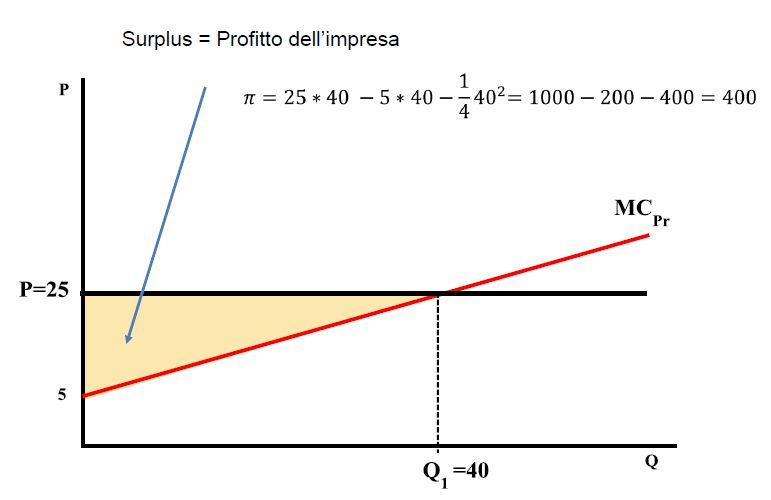 Surplus = Profitto dell'impresa
P
π = 25 ∗ 40 − 5 ∗ 40 − 1/4 40² = 1000 − 200 − 400 = 400
MC_Pr
P=25
5
Q₁ =40
Q